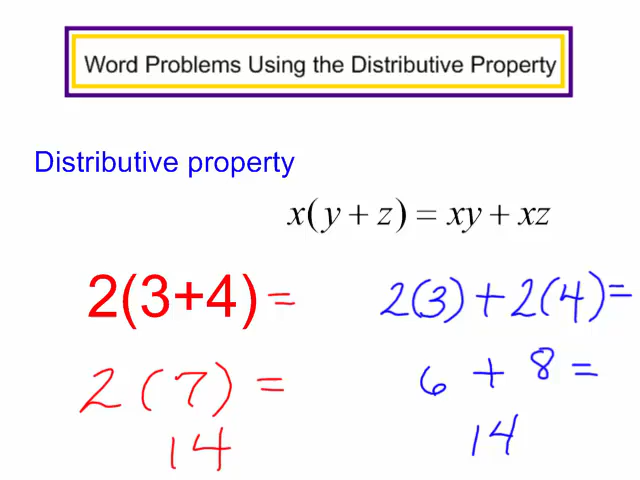 Word Problems Using the Distributive Property
Distributive property
x(y + z) = xy + xz
2(3+4) =
2(3) + 2(4) =
2(7) =
6 + 8 =
14
14